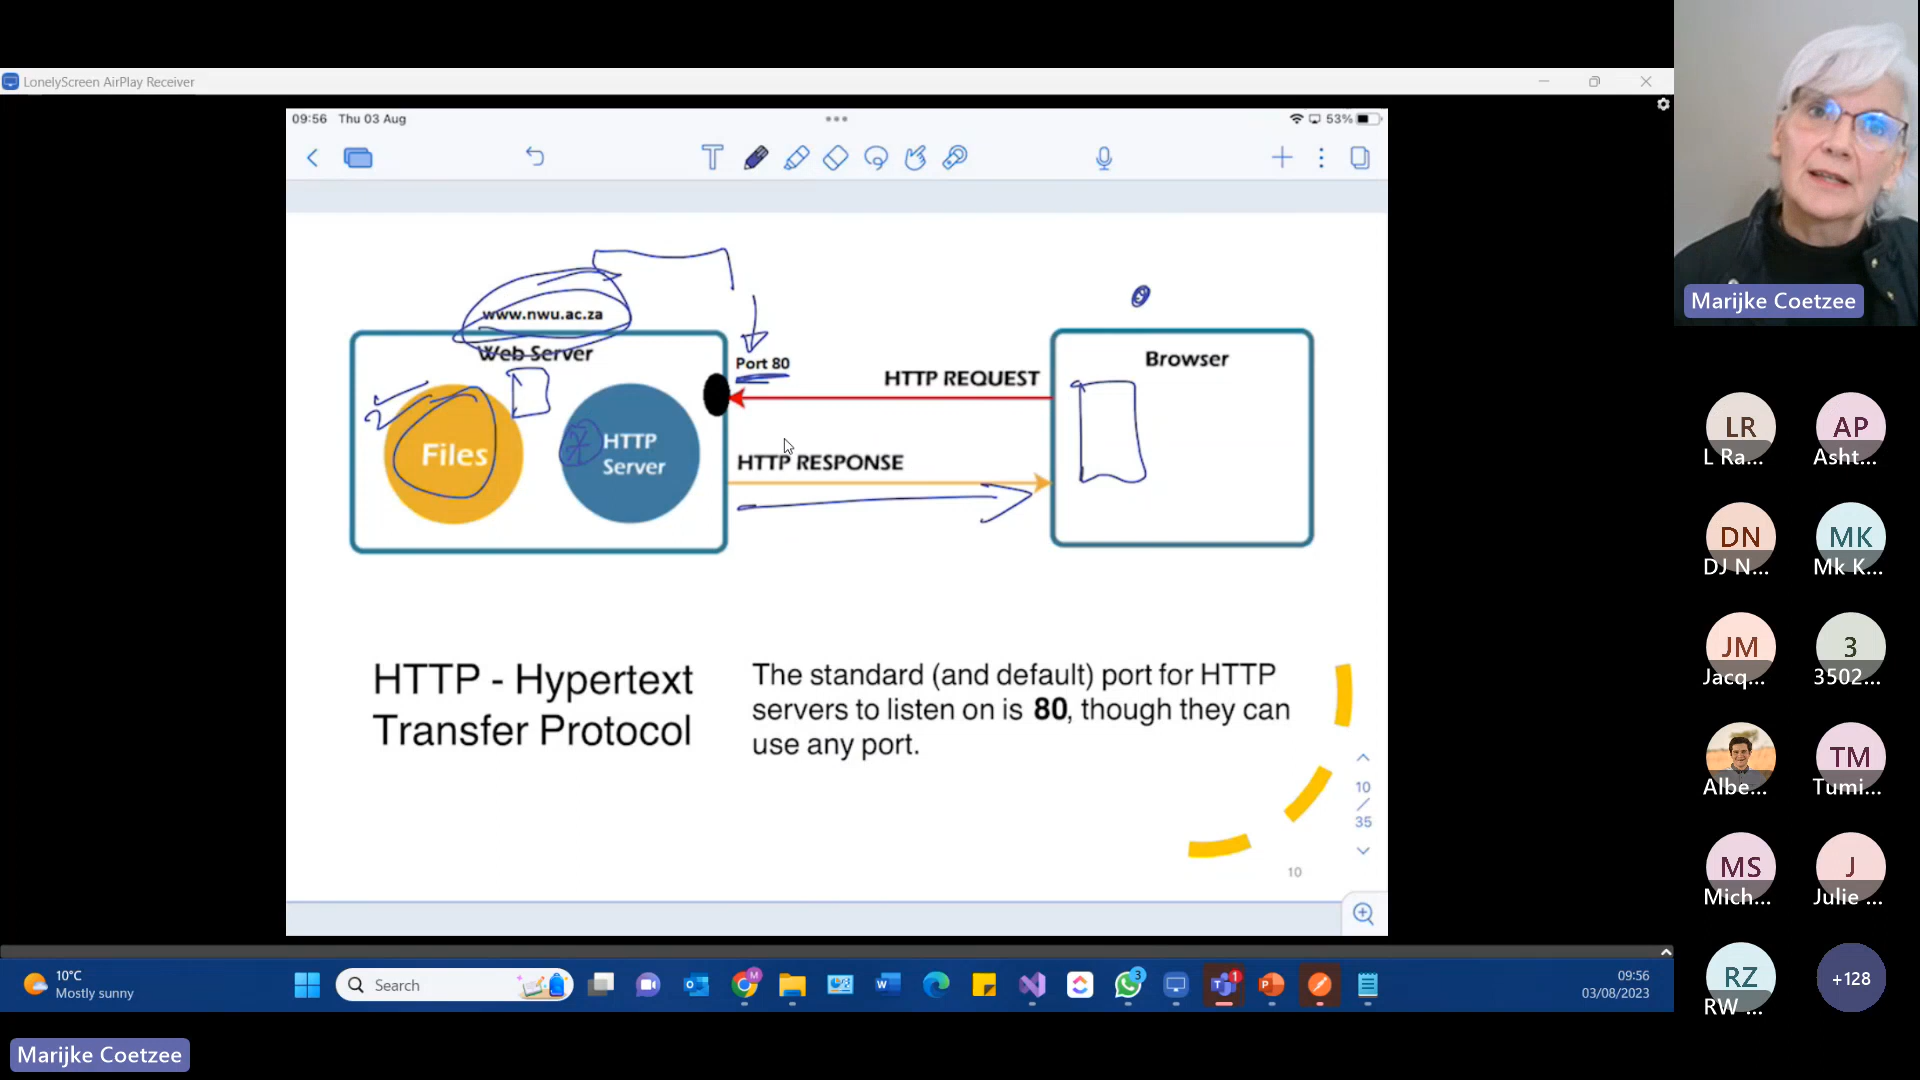 LonelyScreen AirPlay Receiver
09:56 Thu 03 Aug
53%
www.nwu.ac.za
Web Server
Port 80
HTTP REQUEST
Browser
Files
HTTP
Server
HTTP RESPONSE
HTTP - Hypertext
Transfer Protocol
The standard (and default) port for HTTP
servers to listen on is 80, though they can
use any port.
10
/
35
10
Marijke Coetzee
LR
L Ra...
AP
Asht...
DN
DJ N...
MK
Mk K...
JM
Jacq...
3
3502...
Albe...
TM
Tumi...
MS
Mich...
J
Julie ...
RZ
RW ...
+128
10°C
Mostly sunny
Search
M
3
1
09:56
03/08/2023
Marijke Coetzee